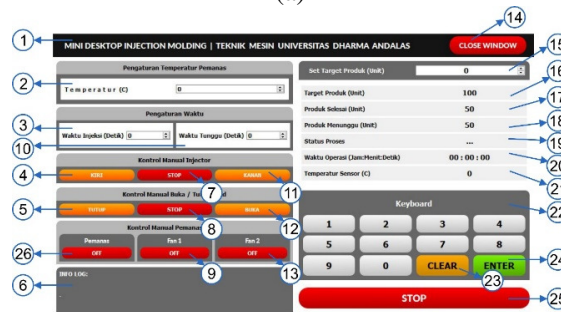 14
1
MINI DESKTOP INJECTION MOLDING | TEKNIK MESIN UNIVERSITAS DHARMA ANDALAS
CLOSE WINDOW
15
Pengaturan Temperatur Pemanas
Set Target Produk (Unit)
0
2
Temperatur (C)
0
16
Target Produk (Unit)
100
17
Produk Selesai (Unit)
50
Pengaturan Waktu
18
Produk Menunggu (Unit)
50
3
Waktu Injeksi (Detik)
0
Waktu Tunggu (Detik)
0
19
Status Proses
...
10
20
Waktu Operasi (Jam:Menit:Detik)
00 : 00 : 00
Kontrol Manual Injector
4
KIRI
STOP
KANAN
7
11
Temperatur Sensor (C)
0
21
Kontrol Manual Buka /
5
TUTUP
STOP
BUKA
8
12
Keyboard
22
1
2
3
4
5
6
7
8
9
0
CLEAR
ENTER
23
24
Kontrol Manual Pemanas
Pemanas
Fan 1
Fan 2
26
OFF
OFF
OFF
9
13
6
INFO LOG:
STOP
25